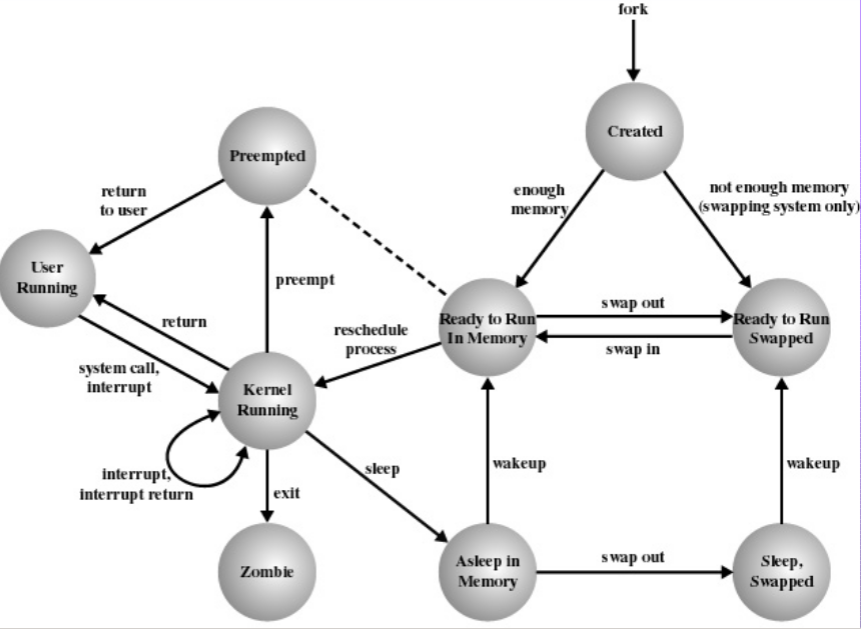 fork
Created
Preempted
enough
memory
not enough memory
(swapping system only)
return
to user
User
Running
preempt
return
reschedule
process
Ready to Run
In Memory
swap out
swap in
Ready to Run
Swapped
system call,
interrupt
Kernel
Running
interrupt,
interrupt return
sleep
exit
wakeup
wakeup
Zombie
Asleep in
Memory
swap out
Sleep,
Swapped